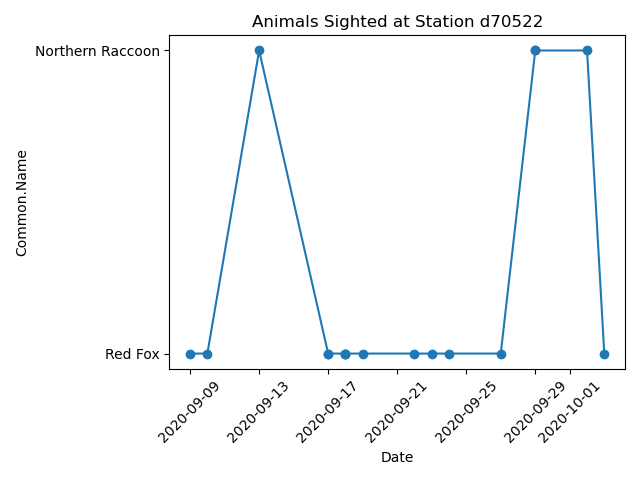 Animals Sighted at Station d70522
Northern Raccoon
Common.Name
Red Fox
2020-09-09
2020-09-13
2020-09-17
2020-09-21
2020-09-25
2020-09-29
2020-10-01
Date